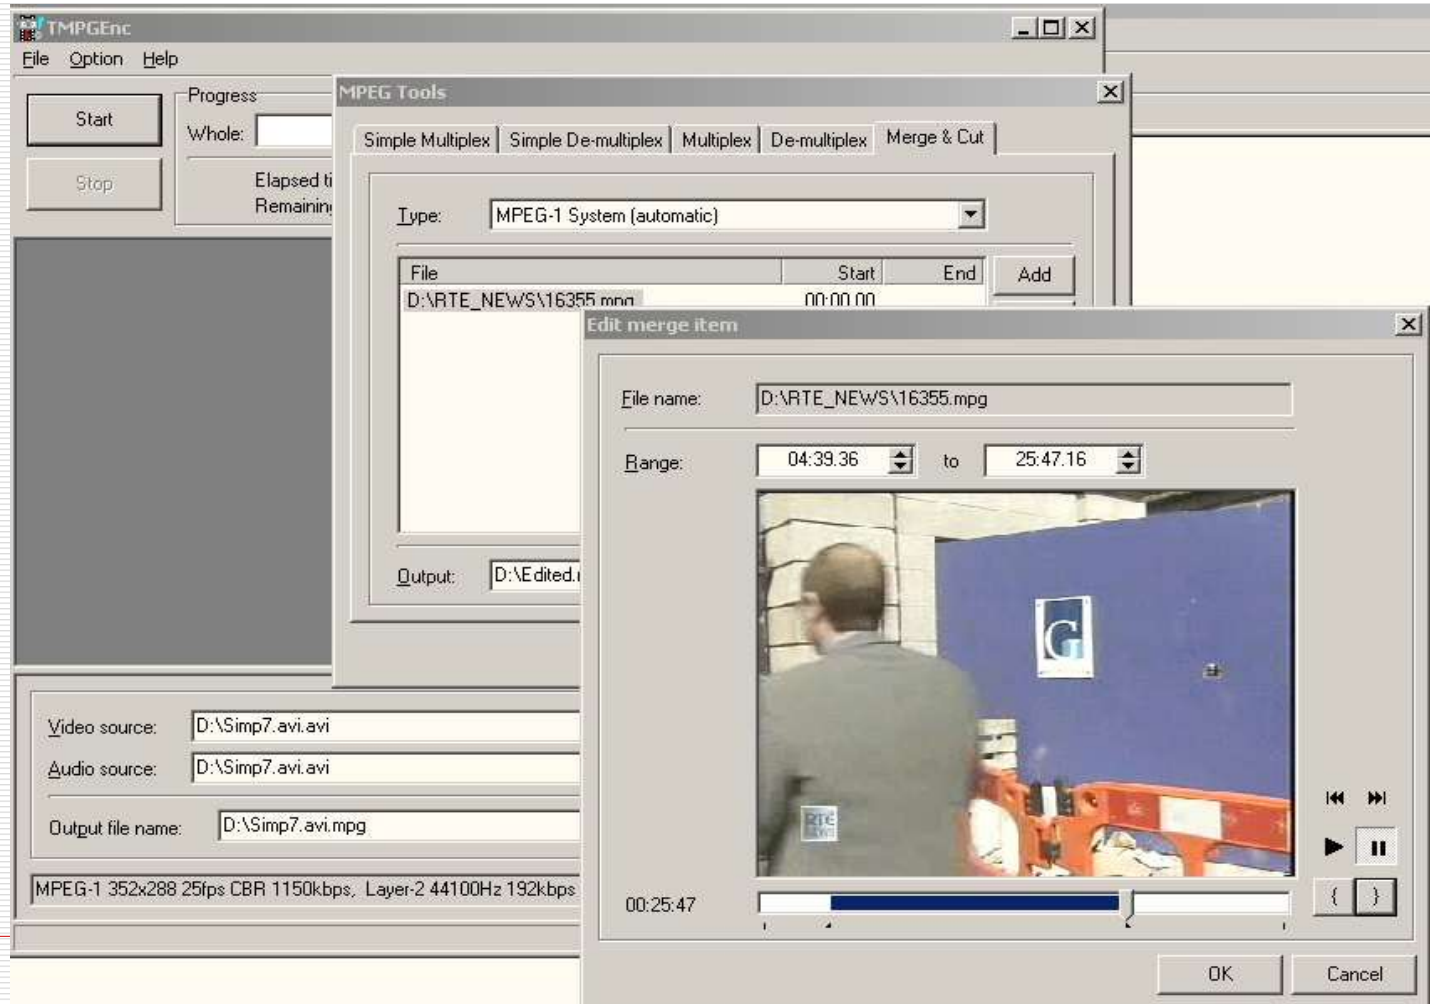 TMPGEnc
File Option Help
Start
Stop
Progress
Whole:
Elapsed ti
Remaining
MPEG Tools
Simple Multiplex Simple De-multiplex Multiplex De-multiplex Merge & Cut
Type: MPEG-1 System (automatic)
File Start End Add
D:\RTE_NEWS\16355.mpg 00:00.00
Output: D:\Edited.
Edit merge item
File name: D:\RTE_NEWS\16355.mpg
Range: 04:39.36 to 25:47.16
G
RTE
00:25:47
{ }
OK Cancel
Video source: D:\Simp7.avi.avi
Audio source: D:\Simp7.avi.avi
Output file name: D:\Simp7.avi.mpg
MPEG-1 352x288 25fps CBR 1150kbps, Layer-2 44100Hz 192kbps